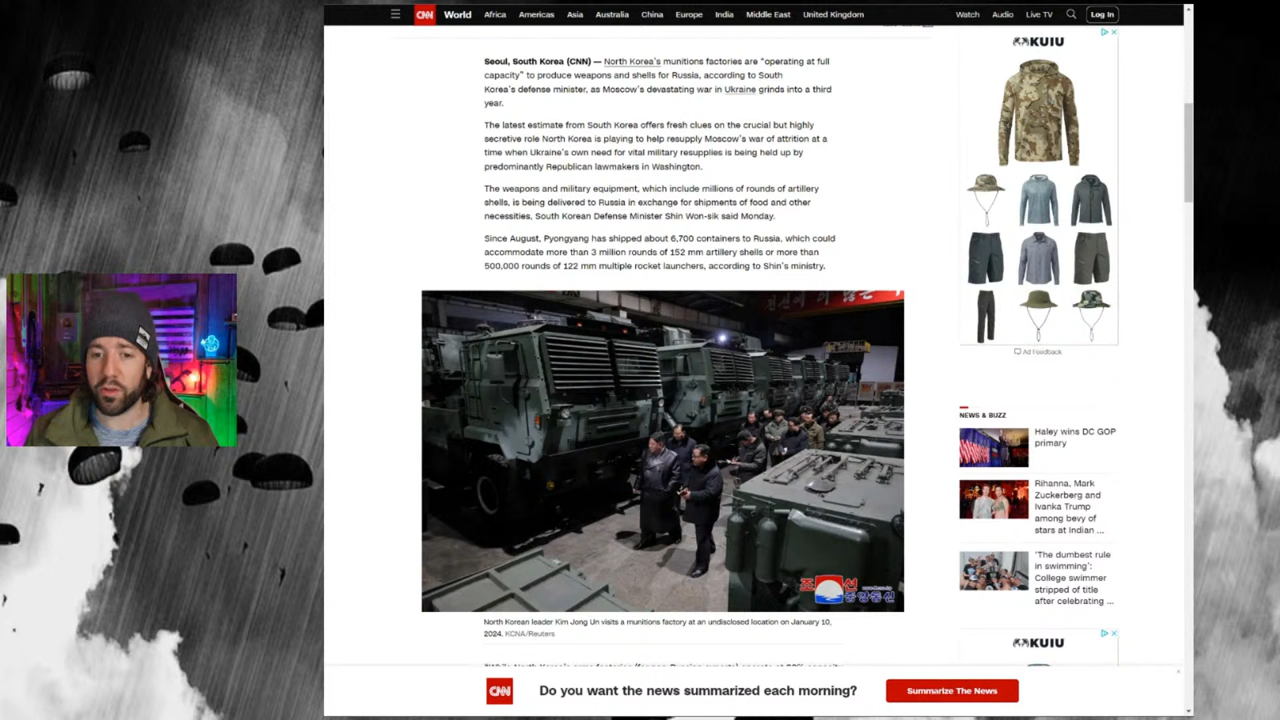 CNN World Africa Americas Asia Australia China Europe India Middle East United Kingdom Watch Audio Live TV Log In
Seoul, South Korea (CNN) — North Korea's munitions factories are “operating at full
capacity” to produce weapons and shells for Russia, according to South
Korea's defense minister, as Moscow's devastating war in Ukraine grinds into a third
year.
The latest estimate from South Korea offers fresh clues on the crucial but highly
secretive role North Korea is playing to help resupply Moscow's war of attrition at a
time when Ukraine's own need for vital military resupplies is being held up by
predominantly Republican lawmakers in Washington.
The weapons and military equipment, which include millions of rounds of artillery
shells, is being delivered to Russia in exchange for shipments of food and other
necessities, South Korean Defense Minister Shin Won-sik said Monday.
Since August, Pyongyang has shipped about 6,700 containers to Russia, which could
accommodate more than 3 million rounds of 152 mm artillery shells or more than
500,000 rounds of 122 mm multiple rocket launchers, according to Shin's ministry.
조선
중앙통신
North Korean leader Kim Jong Un visits a munitions factory at an undisclosed location on January 10,
2024. KCNA/Reuters
KUIU
Ad Feedback
NEWS & BUZZ
Haley wins DC GOP
primary
Rihanna, Mark
Zuckerberg and
Ivanka Trump
among bevy of
stars at Indian ...
‘The dumbest rule
in swimming’:
College swimmer
stripped of title
after celebrating ...
KUIU
CNN Do you want the news summarized each morning? Summarize The News